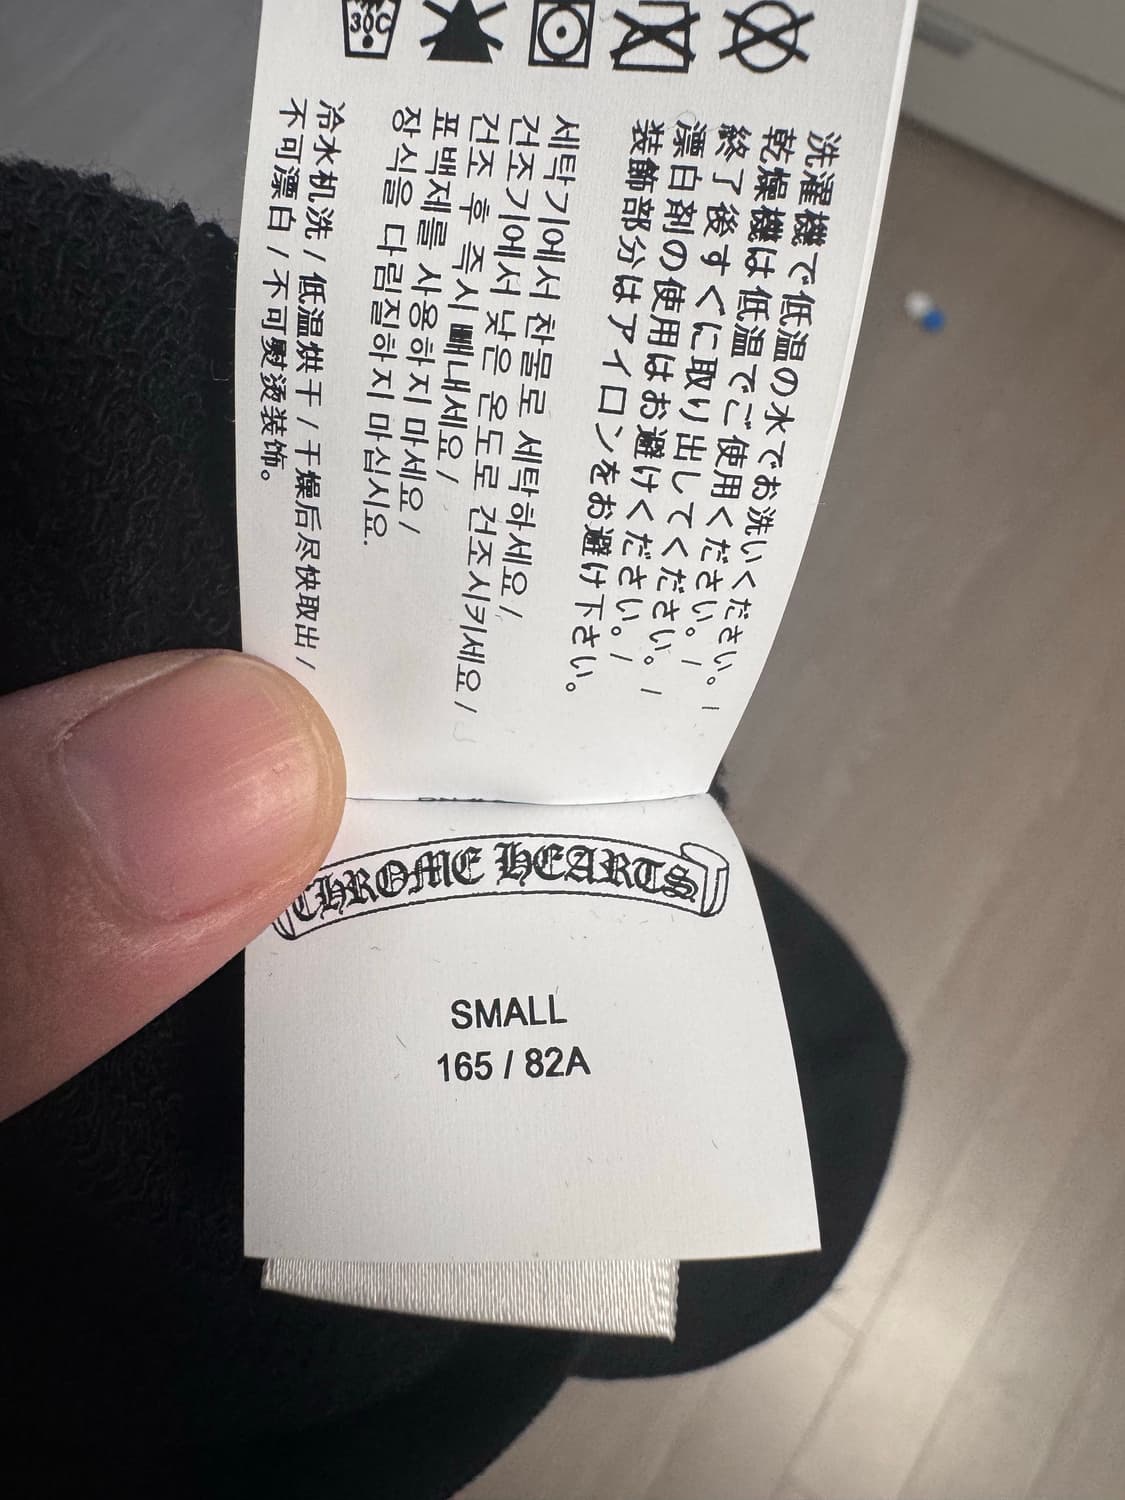 30C
洗濯機で低温の水でお洗いください。/
乾燥機は低温でご使用ください。/
終了後すぐに取り出してください。/
漂白剤の使用はお避けください。/
装飾部分はアイロンをお避け下さい。
세탁기에서 찬물로 세탁하세요 /
건조기에서 낮은 온도로 건조시키세요 /
건조 후 즉시 빼내세요 /
표백제를 사용하지 마세요 /
장식을 다림질하지 마십시요.
冷水机洗 / 低温烘干 / 干燥后尽快取出 /
不可漂白 / 不可熨烫装饰。
CHROME HEARTS
SMALL
165 / 82A